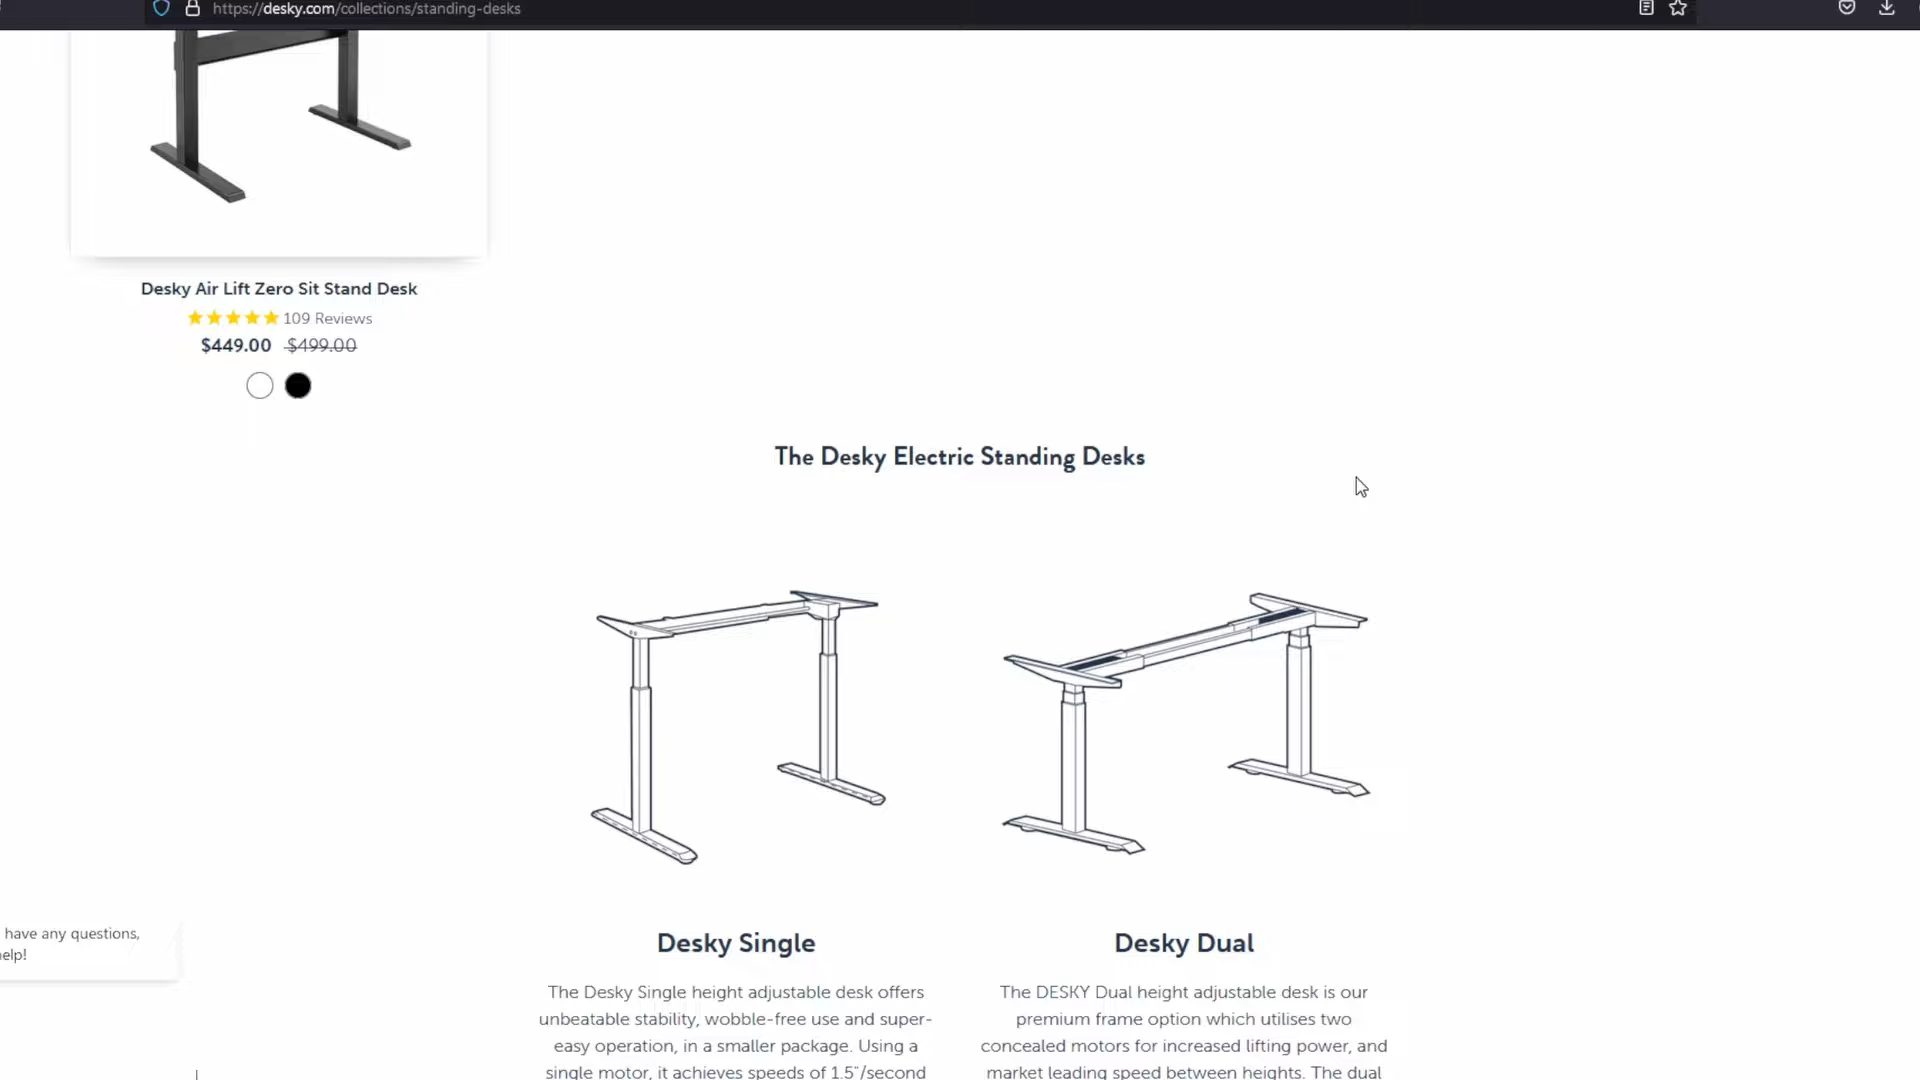 https://desky.com/collections/standing-desks
Desky Air Lift Zero Sit Stand Desk
109 Reviews
$449.00 $499.00
The Desky Electric Standing Desks
Desky Single
The Desky Single height adjustable desk offers
unbeatable stability, wobble-free use and super-
easy operation, in a smaller package. Using a
single motor, it achieves speeds of 1.5"/second
Desky Dual
The DESKY Dual height adjustable desk is our
premium frame option which utilises two
concealed motors for increased lifting power, and
market leading speed between heights. The dual
have any questions,
elp!